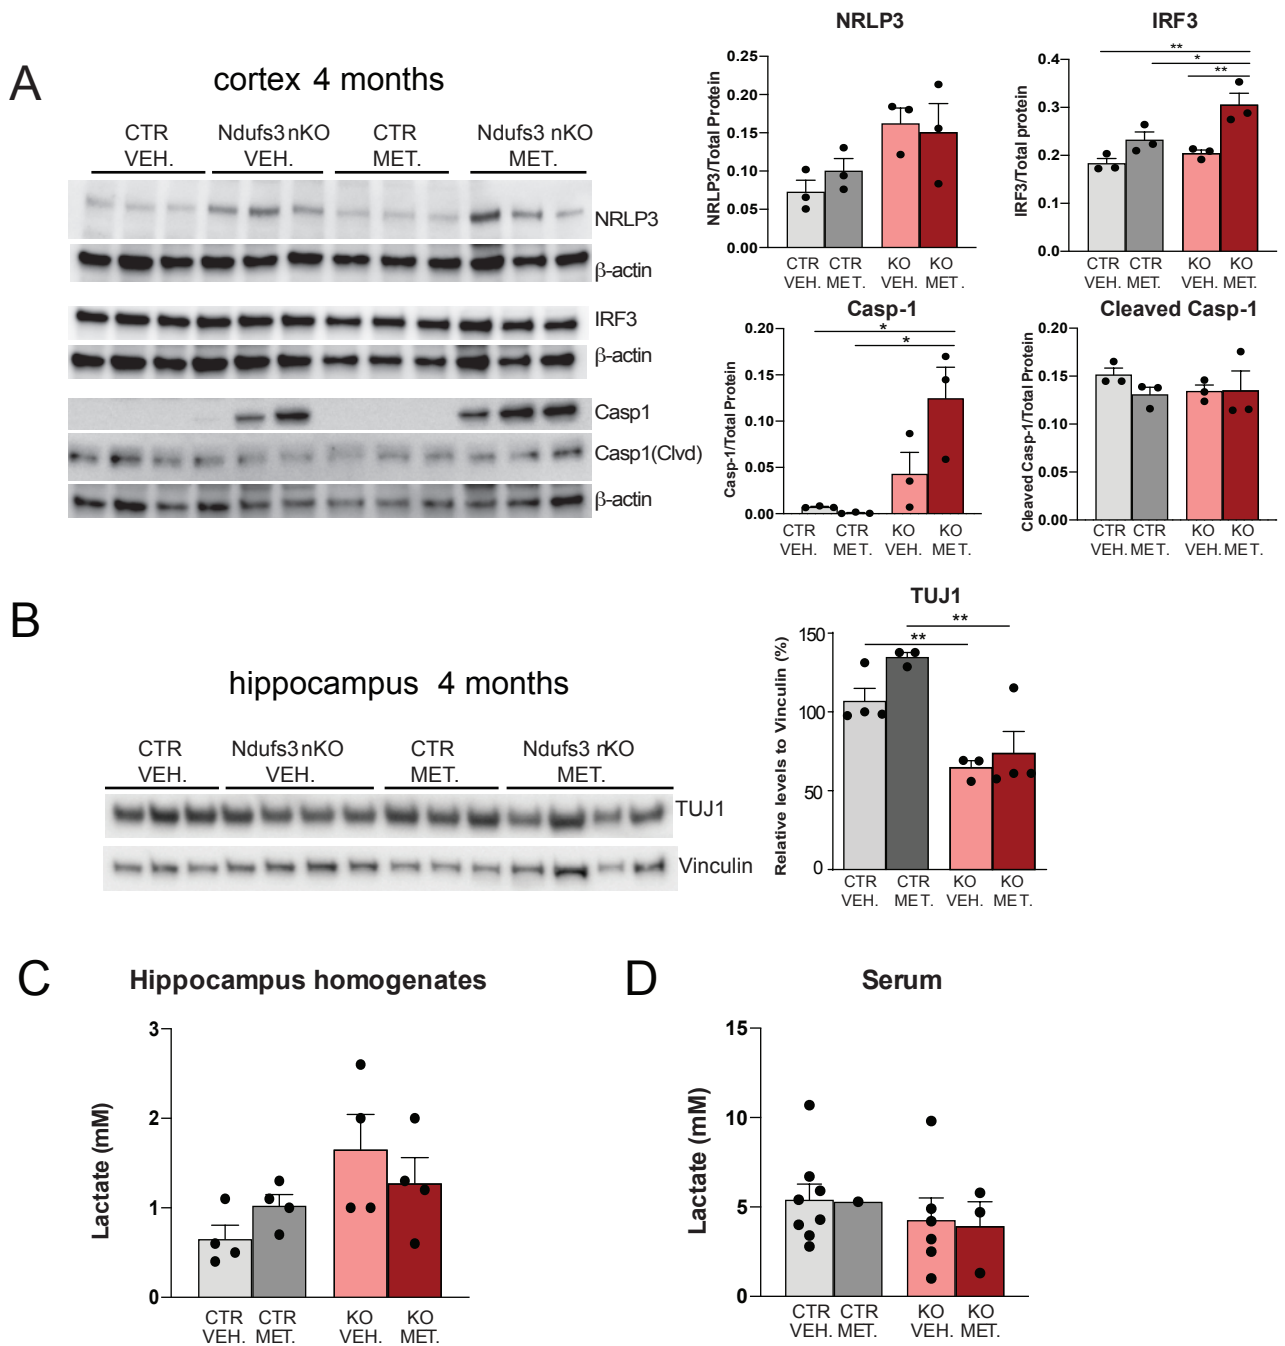 A
cortex 4 months
CTR
VEH.
Ndufs3 nKO
VEH.
CTR
MET.
Ndufs3 nKO
MET.
NRLP3
β-actin
IRF3
β-actin
Casp1
Casp1(Clvd)
β-actin
NRLP3
NRLP3/Total Protein
0.25
0.20
0.15
0.10
0.05
0.00
CTR CTR KO KO
VEH. MET. VEH. MET.
IRF3
IRF3/Total protein
** 
*
**
0.4
0.3
0.2
0.1
0.0
CTR CTR KO KO
VEH. MET. VEH. MET.
Casp-1
Casp-1/Total Protein
*
*
0.20
0.15
0.10
0.05
0.00
CTR CTR KO KO
VEH. MET. VEH. MET.
Cleaved Casp-1
Cleaved Casp-1/Total Protein
0.20
0.15
0.10
0.05
0.00
CTR CTR KO KO
VEH. MET. VEH. MET.
B
hippocampus 4 months
CTR
VEH.
Ndufs3 nKO
VEH.
CTR
MET.
Ndufs3 nKO
MET.
TUJ1
Vinculin
TUJ1
Relative levels to Vinculin (%)
**
**
150
100
50
0
CTR CTR KO KO
VEH. MET. VEH. MET.
C
Hippocampus homogenates
Lactate (mM)
3
2
1
0
CTR CTR KO KO
VEH. MET. VEH. MET.
D
Serum
Lactate (mM)
15
10
5
0
CTR CTR KO KO
VEH. MET. VEH. MET.